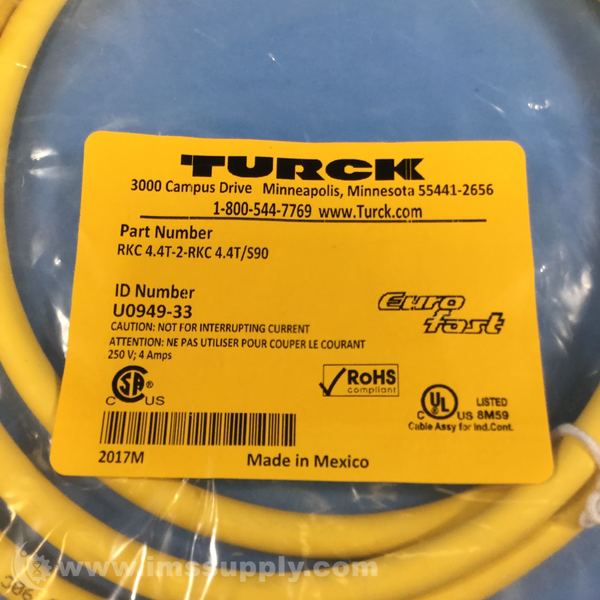 TURCK
3000 Campus Drive Minneapolis, Minnesota 55441-2656
1-800-544-7769 www.Turck.com
Part Number
RKC 4.4T-2-RKC 4.4T/S90
ID Number
U0949-33
CAUTION: NOT FOR INTERRUPTING CURRENT
ATTENTION: NE PAS UTILISER POUR COUPER LE COURANT
250 V; 4 Amps
Euro
fast
SA
C US
RoHS
compliant
UL
C US
LISTED
8M59
Cable Assy for Ind.Cont.
2017M
Made in Mexico
© www.imssupply.com